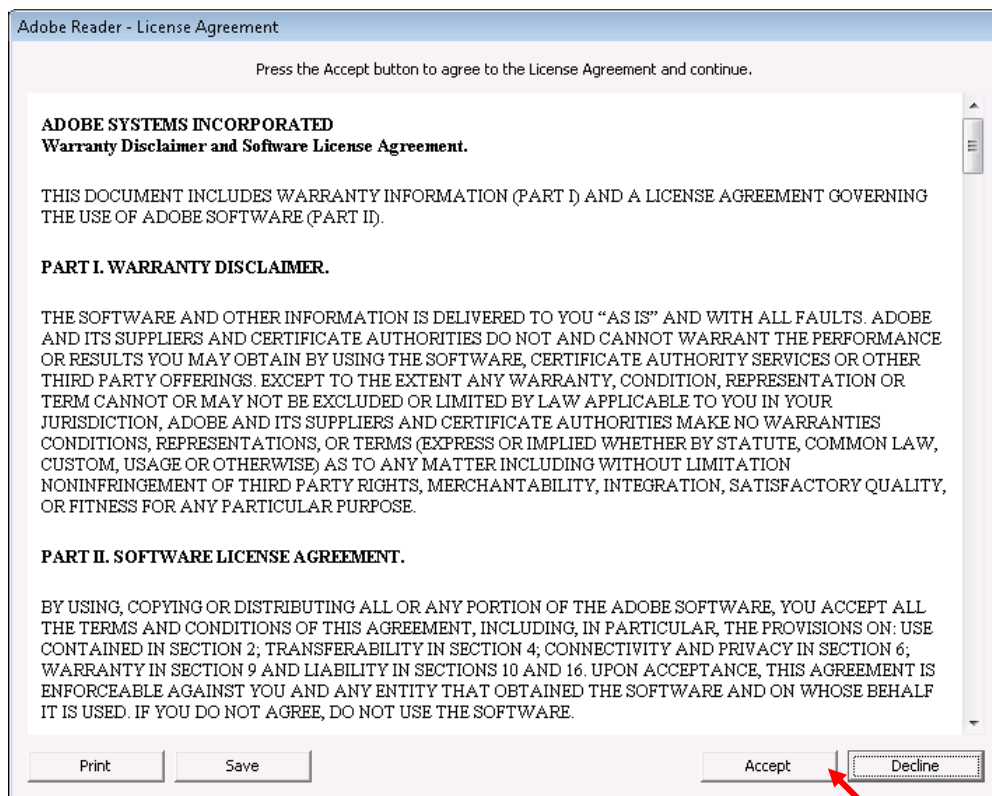 Adobe Reader - License Agreement
Press the Accept button to agree to the License Agreement and continue.
ADOBE SYSTEMS INCORPORATED
Warranty Disclaimer and Software License Agreement.
THIS DOCUMENT INCLUDES WARRANTY INFORMATION (PART I) AND A LICENSE AGREEMENT GOVERNING
THE USE OF ADOBE SOFTWARE (PART II).
PART I. WARRANTY DISCLAIMER.
THE SOFTWARE AND OTHER INFORMATION IS DELIVERED TO YOU “AS IS” AND WITH ALL FAULTS. ADOBE
AND ITS SUPPLIERS AND CERTIFICATE AUTHORITIES DO NOT AND CANNOT WARRANT THE PERFORMANCE
OR RESULTS YOU MAY OBTAIN BY USING THE SOFTWARE, CERTIFICATE AUTHORITY SERVICES OR OTHER
THIRD PARTY OFFERINGS. EXCEPT TO THE EXTENT ANY WARRANTY, CONDITION, REPRESENTATION OR
TERM CANNOT OR MAY NOT BE EXCLUDED OR LIMITED BY LAW APPLICABLE TO YOU IN YOUR
JURISDICTION, ADOBE AND ITS SUPPLIERS AND CERTIFICATE AUTHORITIES MAKE NO WARRANTIES
CONDITIONS, REPRESENTATIONS, OR TERMS (EXPRESS OR IMPLIED WHETHER BY STATUTE, COMMON LAW,
CUSTOM, USAGE OR OTHERWISE) AS TO ANY MATTER INCLUDING WITHOUT LIMITATION
NONINFRINGEMENT OF THIRD PARTY RIGHTS, MERCHANTABILITY, INTEGRATION, SATISFACTORY QUALITY,
OR FITNESS FOR ANY PARTICULAR PURPOSE.
PART II. SOFTWARE LICENSE AGREEMENT.
BY USING, COPYING OR DISTRIBUTING ALL OR ANY PORTION OF THE ADOBE SOFTWARE, YOU ACCEPT ALL
THE TERMS AND CONDITIONS OF THIS AGREEMENT, INCLUDING, IN PARTICULAR, THE PROVISIONS ON: USE
CONTAINED IN SECTION 2; TRANSFERABILITY IN SECTION 4; CONNECTIVITY AND PRIVACY IN SECTION 6;
WARRANTY IN SECTION 9 AND LIABILITY IN SECTIONS 10 AND 16. UPON ACCEPTANCE, THIS AGREEMENT IS
ENFORCEABLE AGAINST YOU AND ANY ENTITY THAT OBTAINED THE SOFTWARE AND ON WHOSE BEHALF
IT IS USED. IF YOU DO NOT AGREE, DO NOT USE THE SOFTWARE.
Print Save Accept Decline